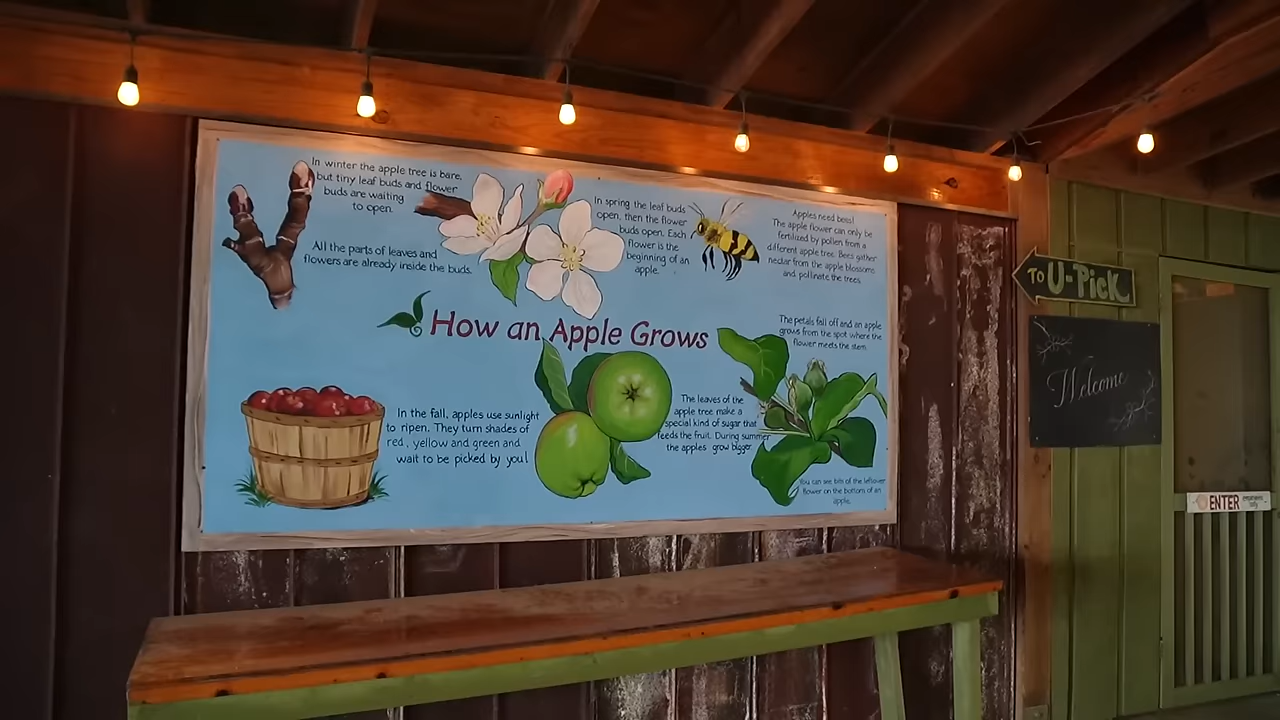 In winter the apple tree is bare,
but tiny leaf buds and flower
buds are waiting
to open.
All the parts of leaves and
flowers are already inside the buds.
In spring the leaf buds
open, then the flower
buds open. Each
flower is the
beginning of an
apple.
Apples need bees!
The apple flower can only be
fertilized by pollen from a
different apple tree. Bees gather
nectar from the apple blossoms
and pollinate the trees.
How an Apple Grows
The petals fall off and an apple
grows from the spot where the
flower meets the stem.
The leaves of the
apple tree make a
special kind of sugar that
feeds the fruit. During summer
the apples grow bigger.
You can see bits of the leftover
flower on the bottom of an
apple.
In the fall, apples use sunlight
to ripen. They turn shades of
red, yellow and green and
wait to be picked by you!
TO U-PicK
Welcome
ENTER